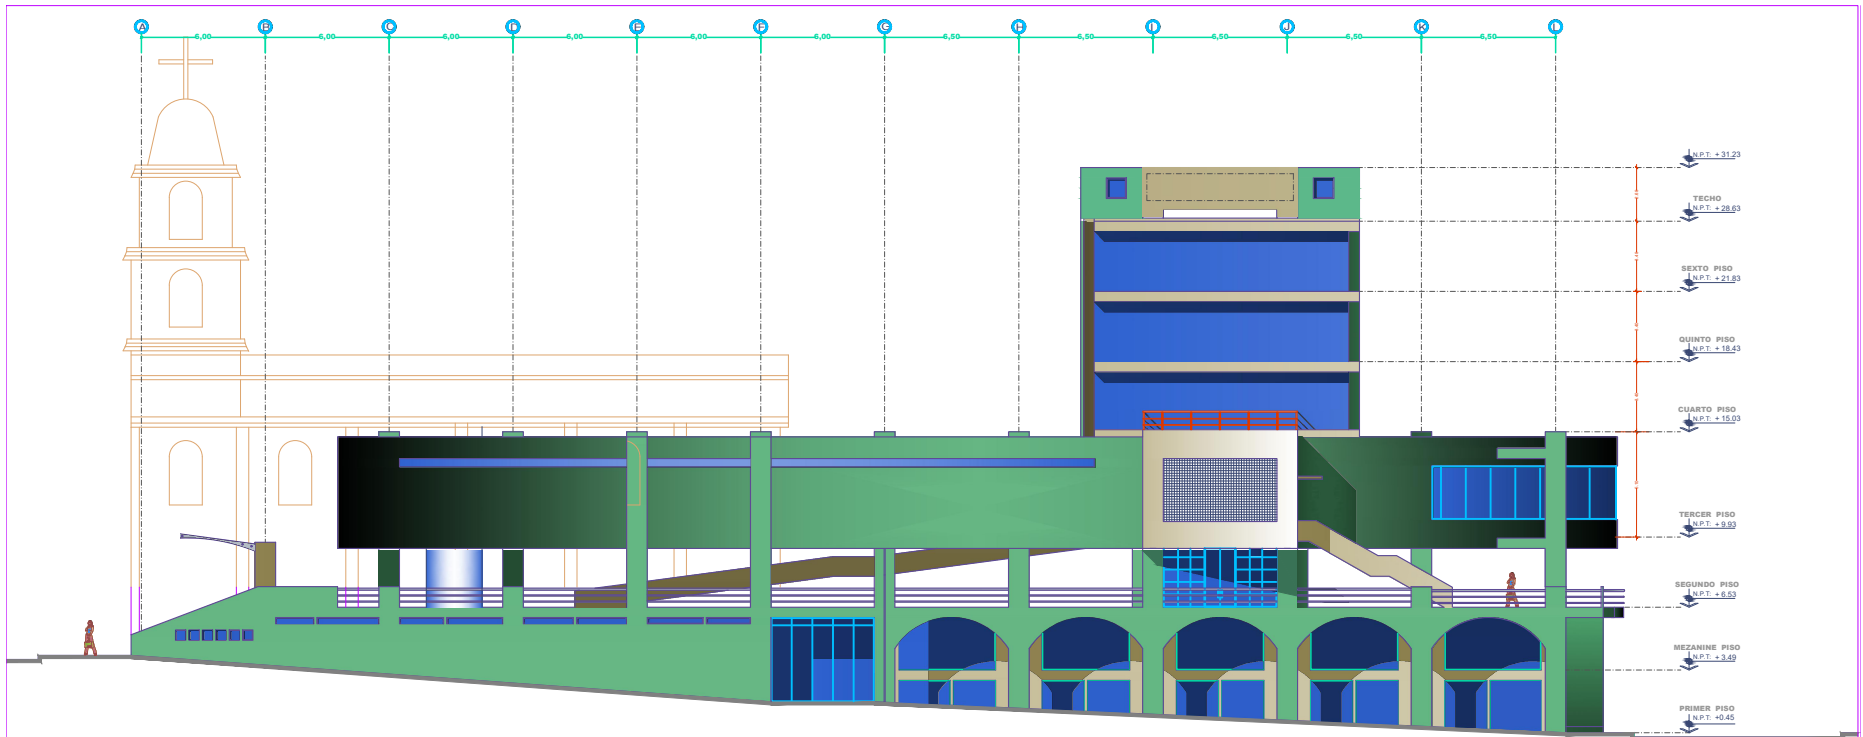 A B C D E F G H I J K L
6,00 6,00 6,00 6,00 6,00 6,00 6,50 6,50 6,50 6,50 6,50
N.P.T: + 31.23
TECHO
N.P.T: + 28.63
SEXTO PISO
N.P.T: + 21.83
QUINTO PISO
N.P.T: + 18.43
CUARTO PISO
N.P.T: + 15.03
TERCER PISO
N.P.T: + 9.93
SEGUNDO PISO
N.P.T: + 6.53
MEZANINE PISO
N.P.T: + 3.49
PRIMER PISO
N.P.T: +0.45